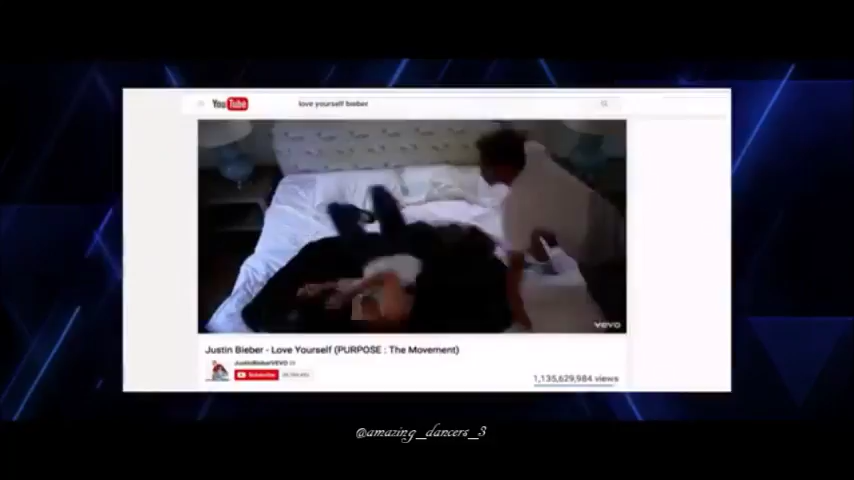 YouTube
love yourself bieber
vevo
Justin Bieber - Love Yourself (PURPOSE : The Movement)
JustinBieberVEVO
Subscribe
1,135,629,984 views
@amazing_dancers_3